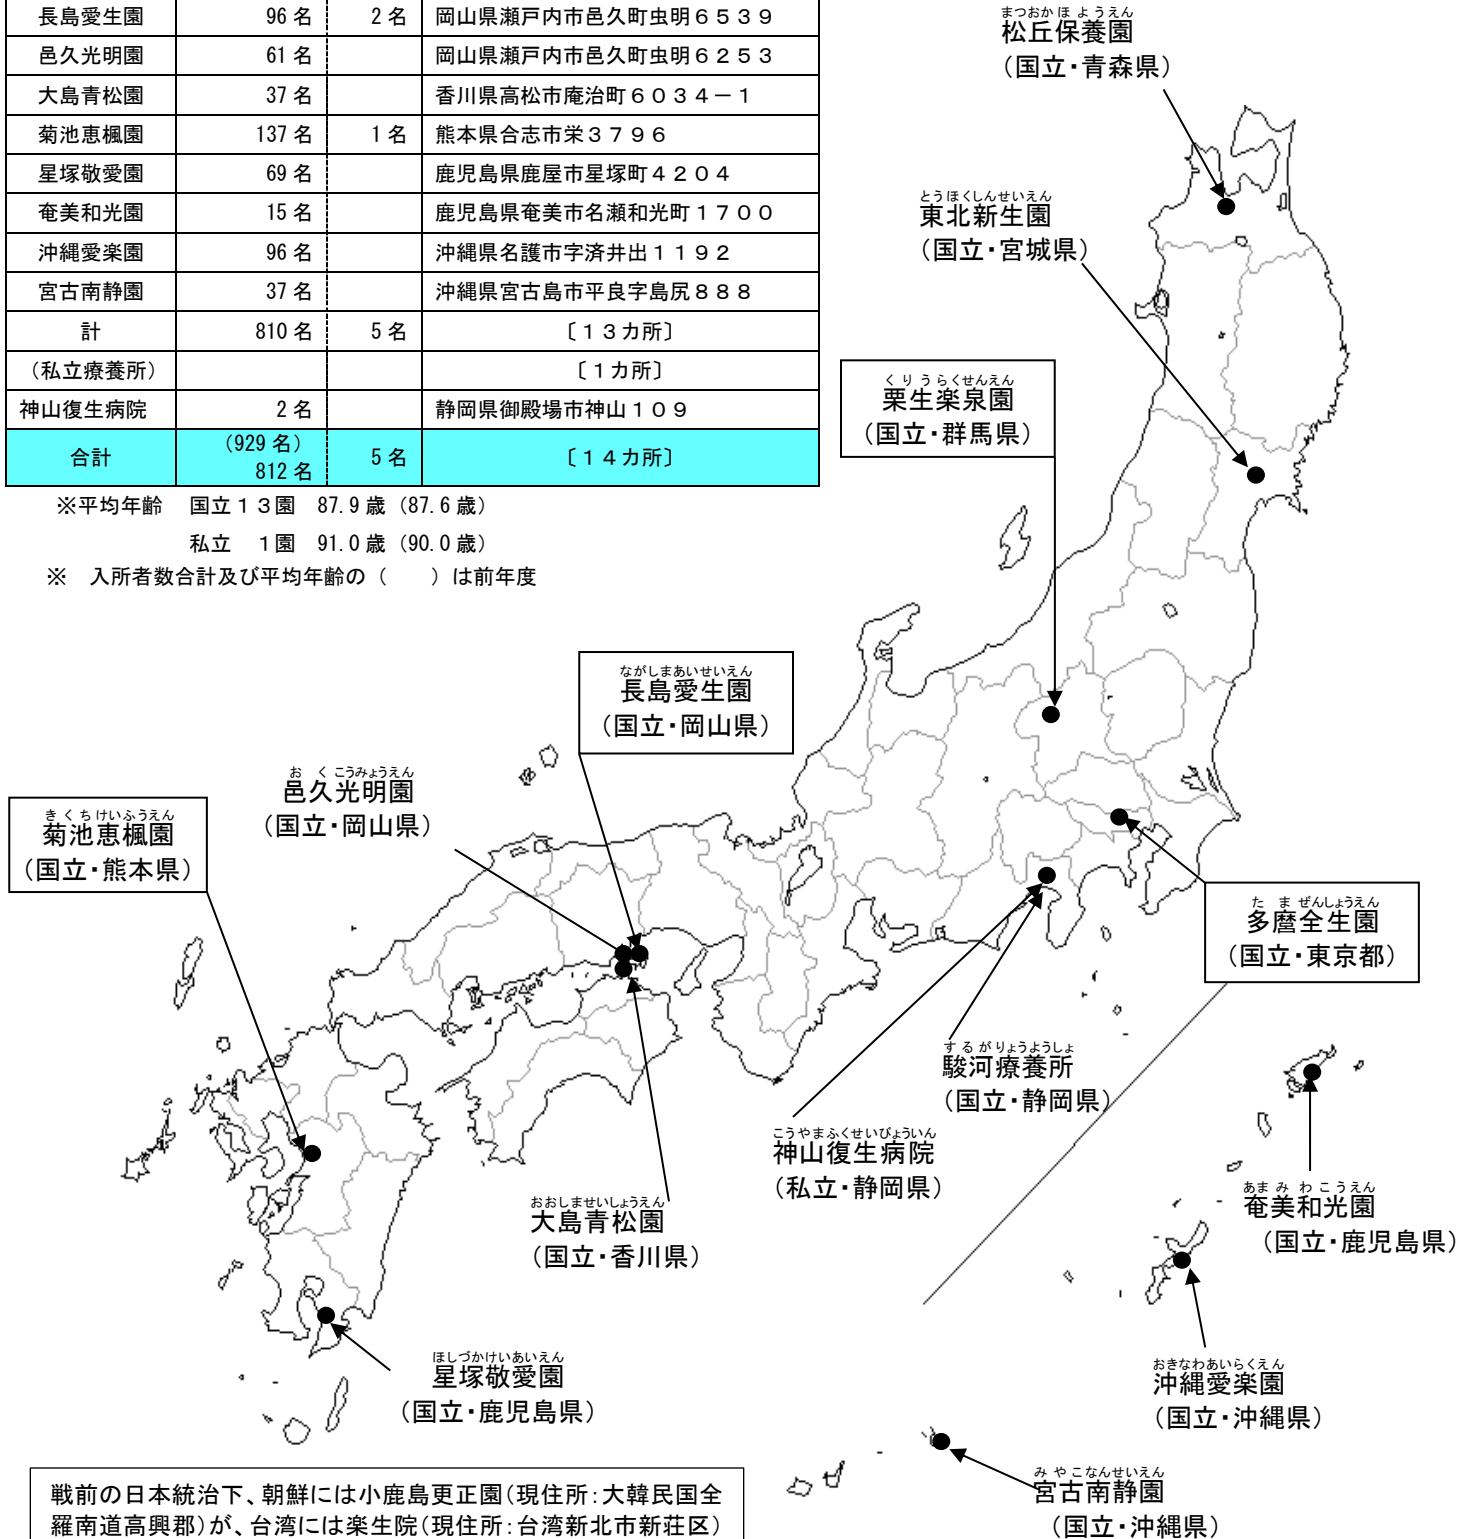 長島愛生園 96名 2名 岡山県瀬戸内市邑久町虫明６５３９
邑久光明園 61名 岡山県瀬戸内市邑久町虫明６２５３
大島青松園 37名 香川県高松市庵治町６０３４－１
菊池恵楓園 137名 1名 熊本県合志市栄３７９６
星塚敬愛園 69名 鹿児島県鹿屋市星塚町４２０４
奄美和光園 15名 鹿児島県奄美市名瀬和光町１７００
沖縄愛楽園 96名 沖縄県名護市字済井出１１９２
宮古南静園 37名 沖縄県宮古島市平良字島尻８８８
計 810名 5名 〔１３カ所〕
（私立療養所） 〔１カ所〕
神山復生病院 2名 静岡県御殿場市神山１０９
合計 (929名) 812名 5名 〔１４カ所〕
※平均年齢 国立１３園 87.9歳（87.6歳）
私立 1園 91.0歳（90.0歳）
※ 入所者数合計及び平均年齢の（　　）は前年度
まつおかほようえん
松丘保養園
（国立・青森県）
とうほくしんせいえん
東北新生園
（国立・宮城県）
くりうらくせんえん
栗生楽泉園
（国立・群馬県）
ながしまあいせいえん
長島愛生園
（国立・岡山県）
おくこうみょうえん
邑久光明園
（国立・岡山県）
きくちけいふうえん
菊池恵楓園
（国立・熊本県）
たまぜんしょうえん
多磨全生園
（国立・東京都）
するがりょうようしょ
駿河療養所
（国立・静岡県）
こうやまふくせいびょういん
神山復生病院
（私立・静岡県）
おおしませいしょうえん
大島青松園
（国立・香川県）
あまみわこうえん
奄美和光園
（国立・鹿児島県）
ほしづかけいあいえん
星塚敬愛園
（国立・鹿児島県）
おきなわあいらくえん
沖縄愛楽園
（国立・沖縄県）
みやこなんせいえん
宮古南静園
（国立・沖縄県）
戦前の日本統治下、朝鮮には小鹿島更正園（現住所：大韓民国全
羅南道高興郡）が、台湾には楽生院（現住所：台湾新北市新荘区）